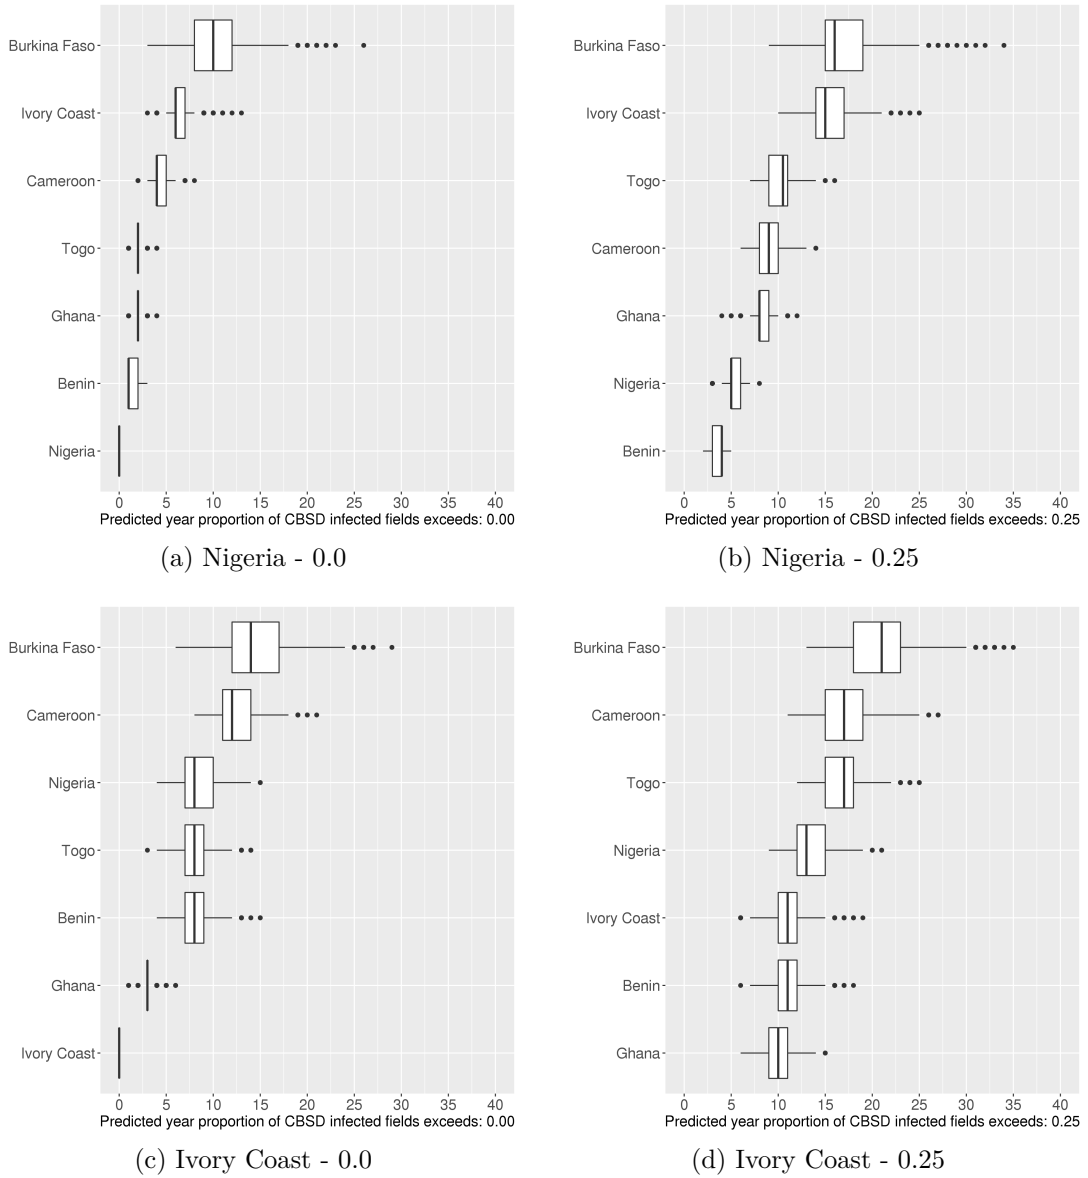 Burkina Faso
Ivory Coast
Cameroon
Togo
Ghana
Benin
Nigeria
0 5 10 15 20 25 30 35 40
Predicted year proportion of CBSD infected fields exceeds: 0.00
(a) Nigeria - 0.0
Burkina Faso
Ivory Coast
Togo
Cameroon
Ghana
Nigeria
Benin
0 5 10 15 20 25 30 35 40
Predicted year proportion of CBSD infected fields exceeds: 0.25
(b) Nigeria - 0.25
Burkina Faso
Cameroon
Nigeria
Togo
Benin
Ghana
Ivory Coast
0 5 10 15 20 25 30 35 40
Predicted year proportion of CBSD infected fields exceeds: 0.00
(c) Ivory Coast - 0.0
Burkina Faso
Cameroon
Togo
Nigeria
Ivory Coast
Benin
Ghana
0 5 10 15 20 25 30 35 40
Predicted year proportion of CBSD infected fields exceeds: 0.25
(d) Ivory Coast - 0.25